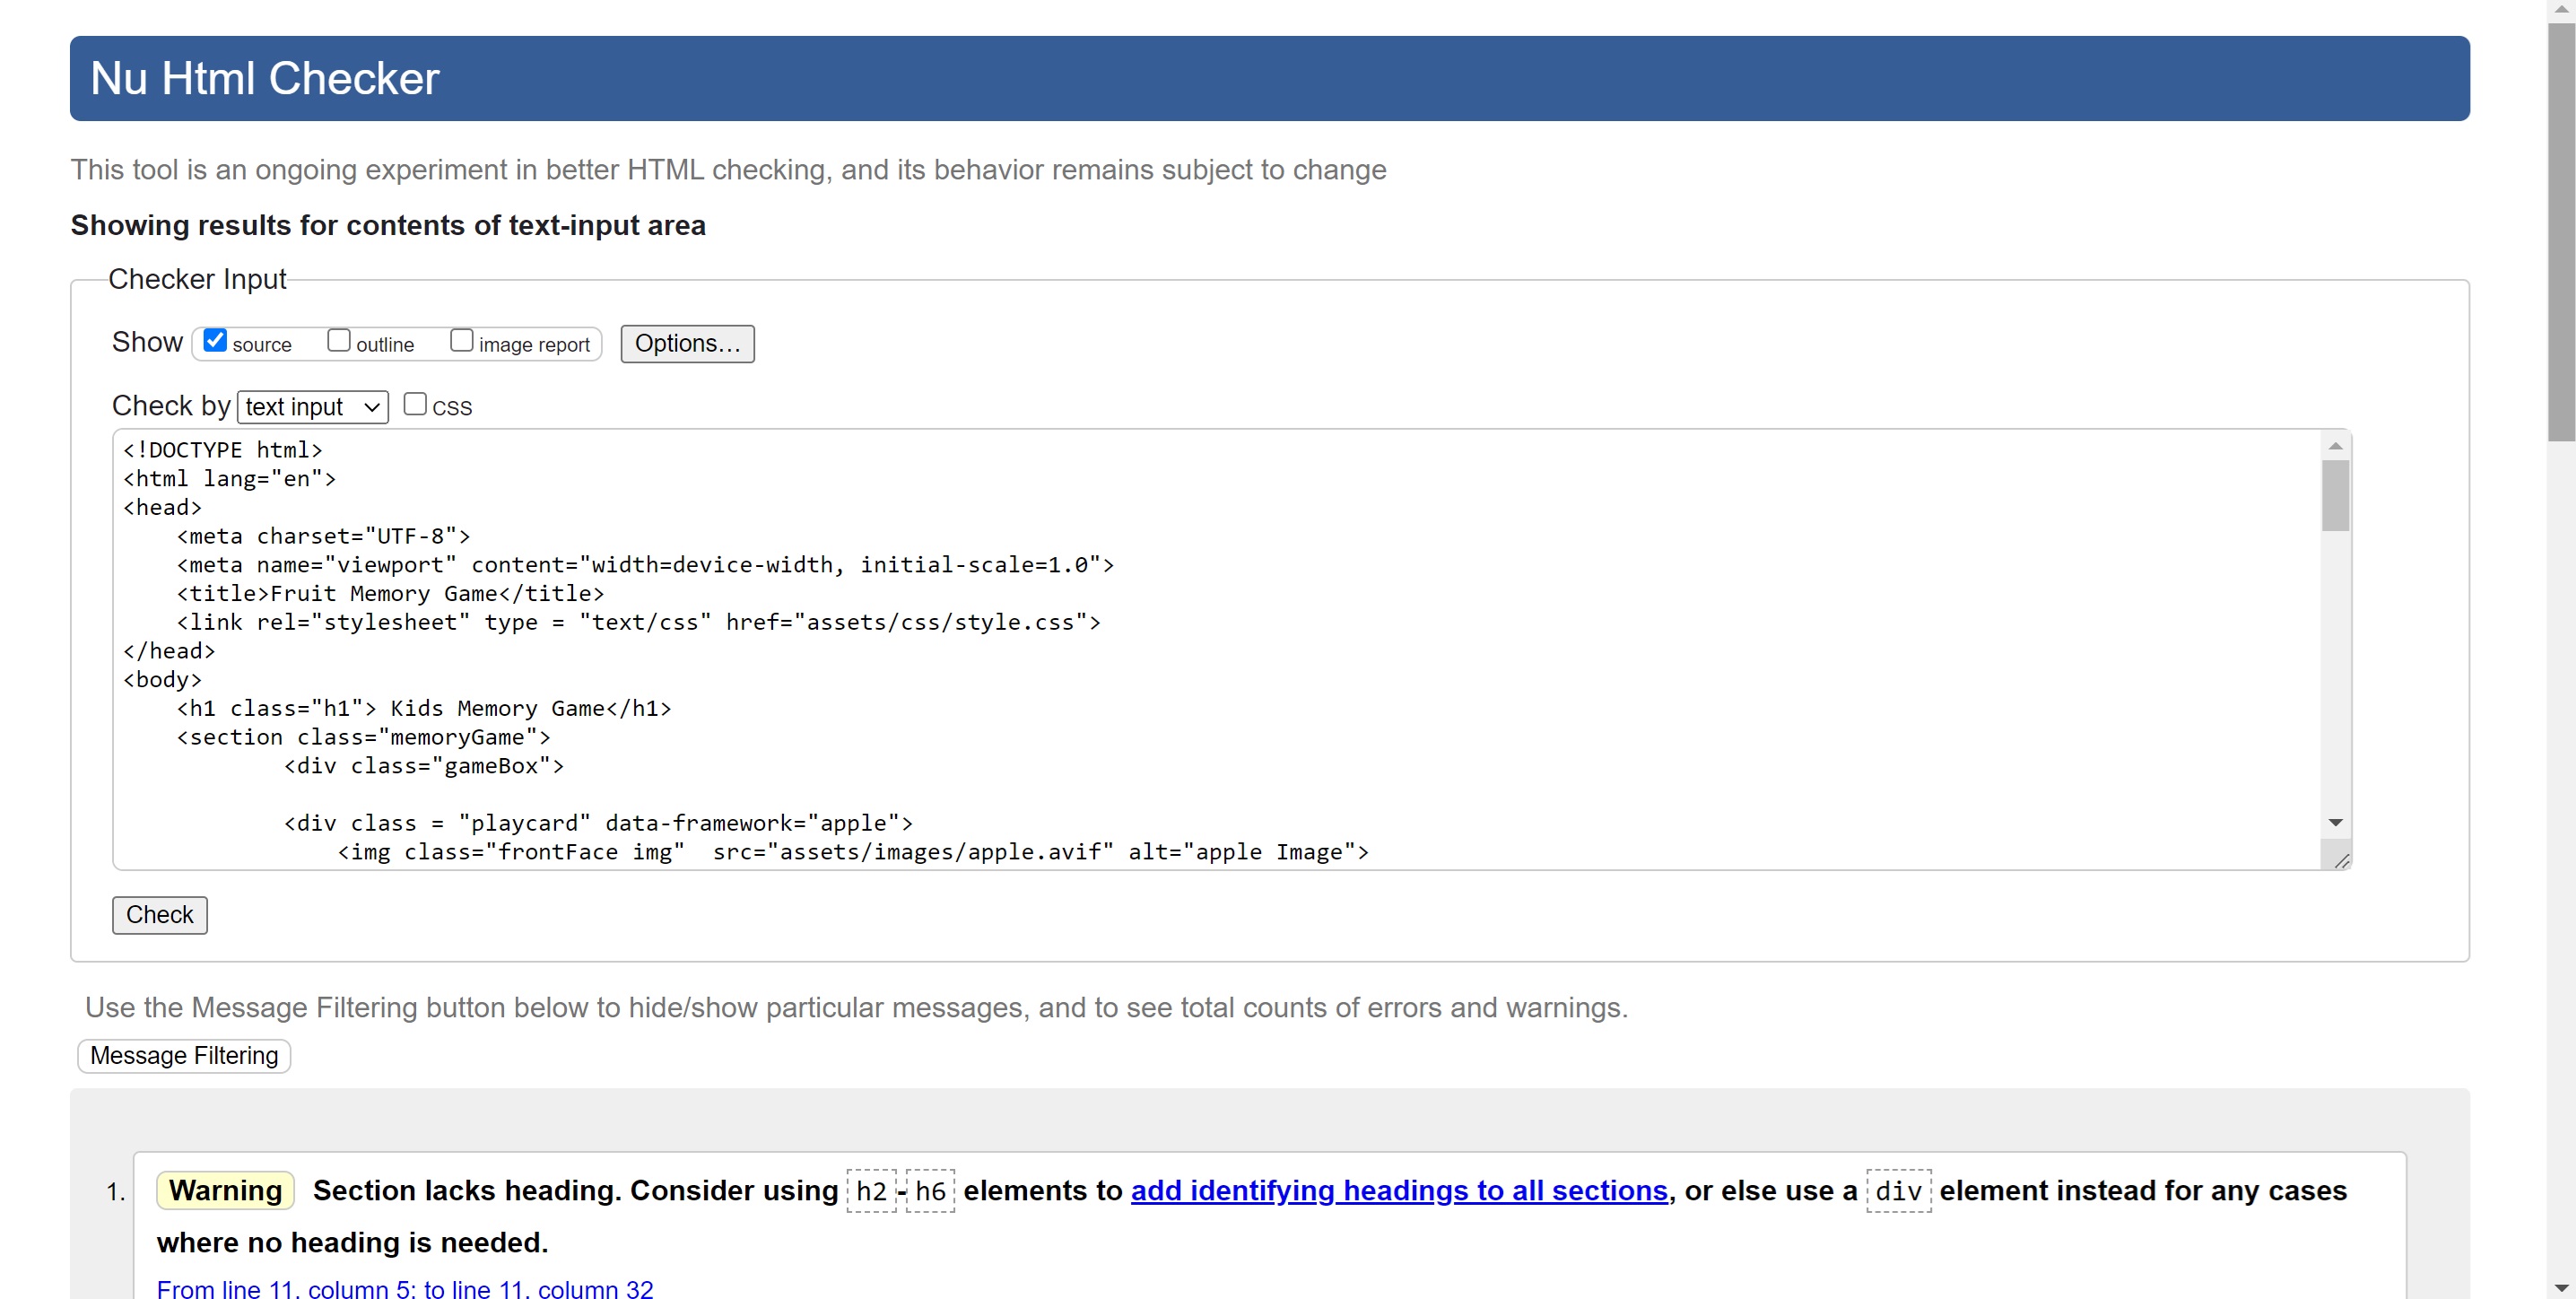 Nu Html Checker
This tool is an ongoing experiment in better HTML checking, and its behavior remains subject to change
Showing results for contents of text-input area
Checker Input
Show source outline image report Options...
Check by text input CSS
<!DOCTYPE html>
<html lang="en">
<head>
    <meta charset="UTF-8">
    <meta name="viewport" content="width=device-width, initial-scale=1.0">
    <title>Fruit Memory Game</title>
    <link rel="stylesheet" type = "text/css" href="assets/css/style.css">
</head>
<body>
    <h1 class="h1"> Kids Memory Game</h1>
    <section class="memoryGame">
            <div class="gameBox">
            <div class = "playcard" data-framework="apple">
                <img class="frontFace img"  src="assets/images/apple.avif" alt="apple Image">
Check
Use the Message Filtering button below to hide/show particular messages, and to see total counts of errors and warnings.
Message Filtering
1. Warning Section lacks heading. Consider using h2-h6 elements to add identifying headings to all sections, or else use a div element instead for any cases
where no heading is needed.
From line 11, column 5; to line 11, column 32